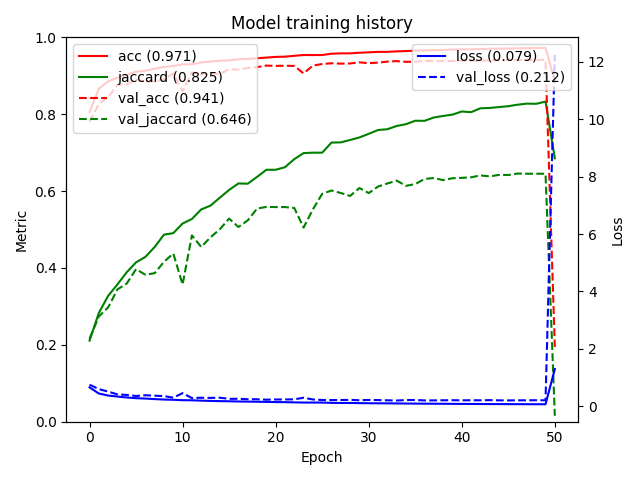 Model training history
acc (0.971)
jaccard (0.825)
val_acc (0.941)
val_jaccard (0.646)
loss (0.079)
val_loss (0.212)
1.0
0.8
0.6
0.4
0.2
0.0
Metric
12
10
8
6
4
2
0
Loss
0 10 20 30 40 50
Epoch